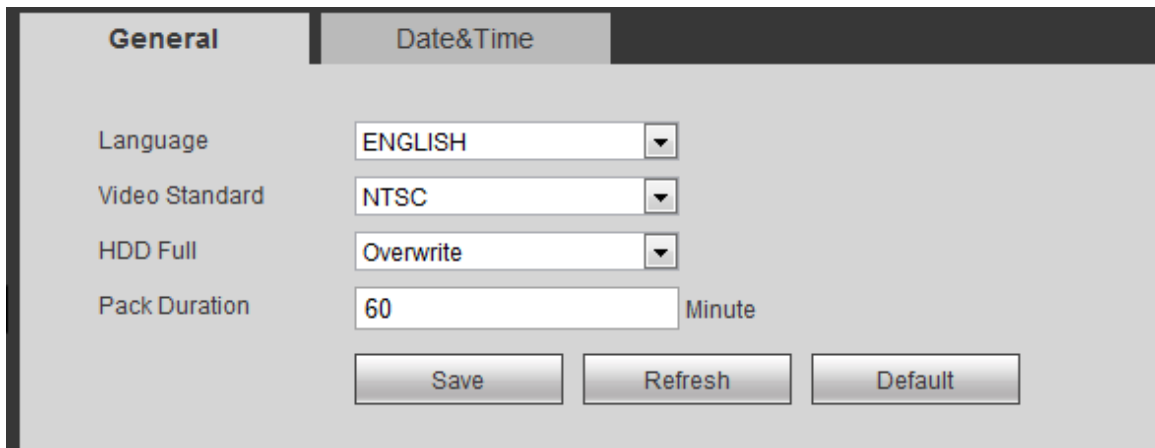 General Date&Time
Language ENGLISH
Video Standard NTSC
HDD Full Overwrite
Pack Duration 60 Minute
Save Refresh Default